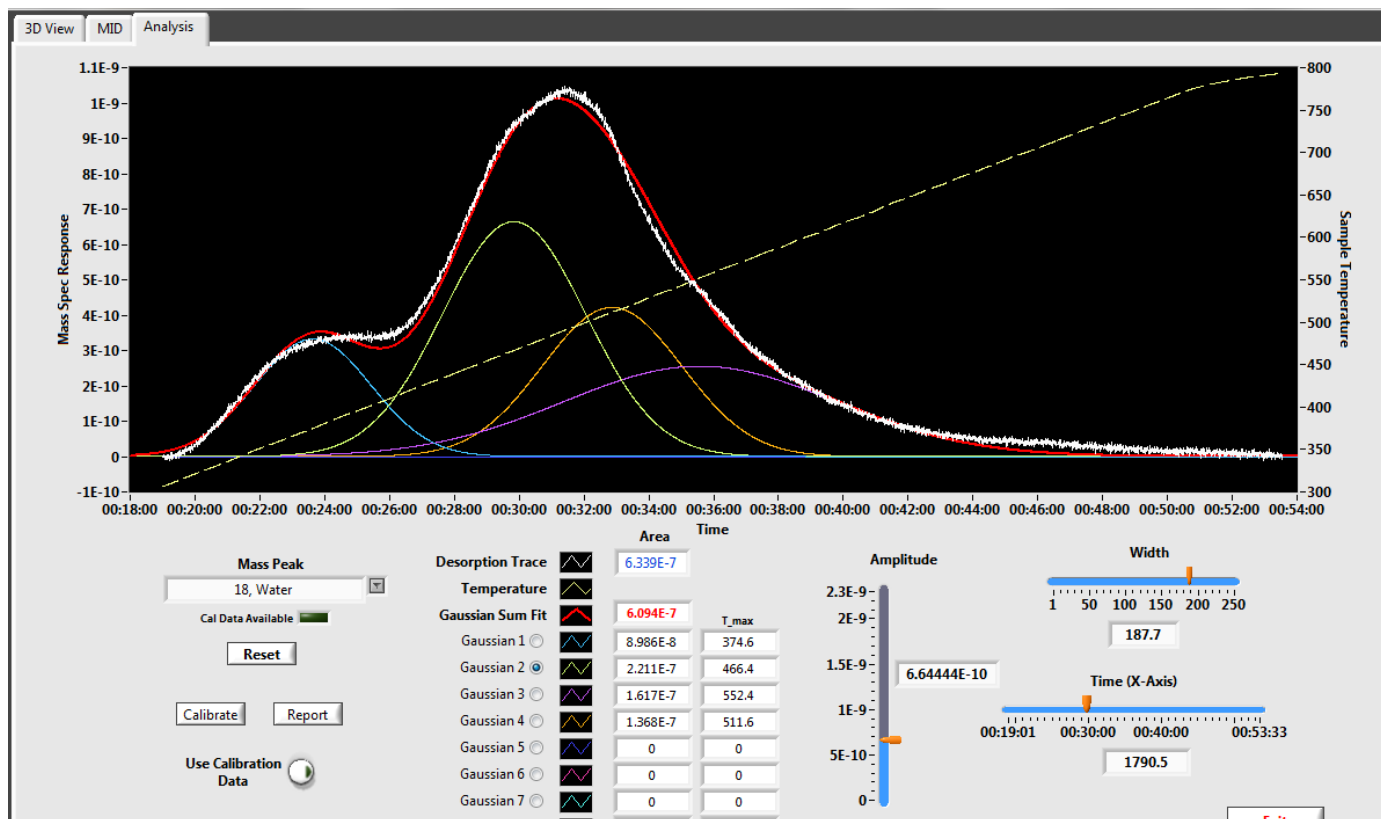 3D View MID Analysis
1.1E-9 800
1E-9 750
9E-10
8E-10 700
7E-10 650
6E-10 600
5E-10 550
4E-10 500
3E-10
2E-10 450
1E-10 400
0 350
-1E-10 300
Mass Spec Response
Sample Temperature
00:18:00 00:20:00 00:22:00 00:24:00 00:26:00 00:28:00 00:30:00 00:32:00 00:34:00 00:36:00 00:38:00 00:40:00 00:42:00 00:44:00 00:46:00 00:48:00 00:50:00 00:52:00 00:54:00
Time
Mass Peak
18, Water
Cal Data Available
Reset
Calibrate Report
Use Calibration
Data
Area
Desorption Trace 6.339E-7
Temperature
Gaussian Sum Fit 6.094E-7 T_max
Gaussian 1 8.986E-8 374.6
Gaussian 2 2.211E-7 466.4
Gaussian 3 1.617E-7 552.4
Gaussian 4 1.368E-7 511.6
Gaussian 5 0 0
Gaussian 6 0 0
Gaussian 7 0 0
Amplitude
2.3E-9
2E-9
1.5E-9
1E-9
5E-10
0
6.64444E-10
Width
1 50 100 150 200 250
187.7
Time (X-Axis)
00:19:01 00:30:00 00:40:00 00:53:33
1790.5